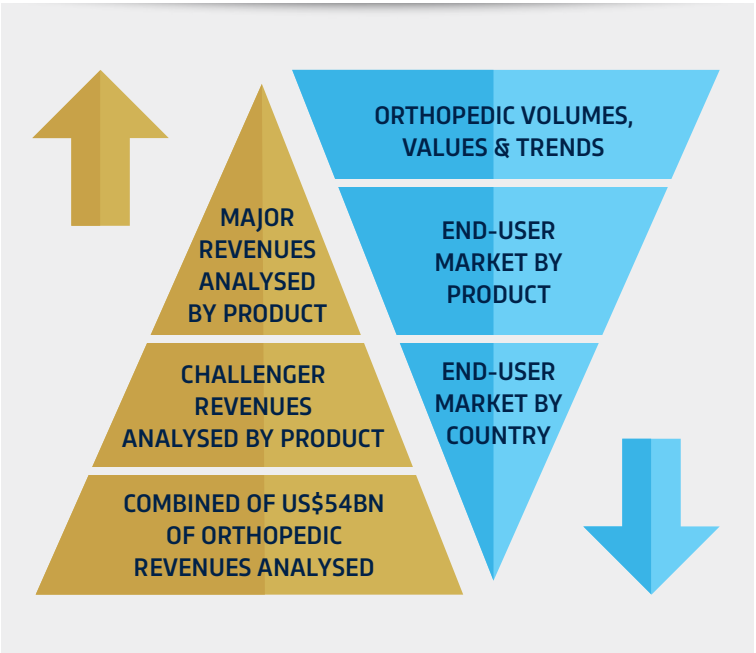 MAJOR
REVENUES
ANALYSED
BY PRODUCT
CHALLENGER
REVENUES
ANALYSED BY PRODUCT
COMBINED OF US$54BN
OF ORTHOPEDIC
REVENUES ANALYSED
ORTHOPEDIC VOLUMES,
VALUES & TRENDS
END-USER
MARKET BY
PRODUCT
END-USER
MARKET BY
COUNTRY